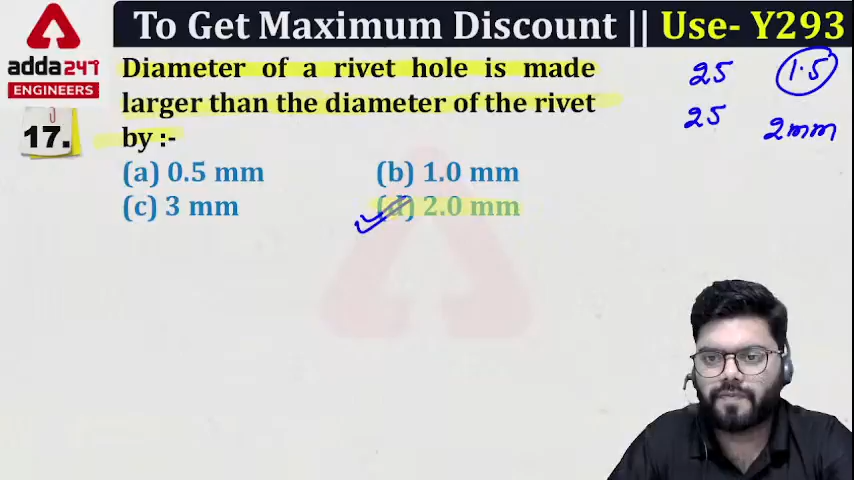 To Get Maximum Discount || Use- Y293
adda247
ENGINEERS
17.
Diameter of a rivet hole is made
larger than the diameter of the rivet
by :-
(a) 0.5 mm
(b) 1.0 mm
(c) 3 mm
(d) 2.0 mm
25 1.5
25 2mm